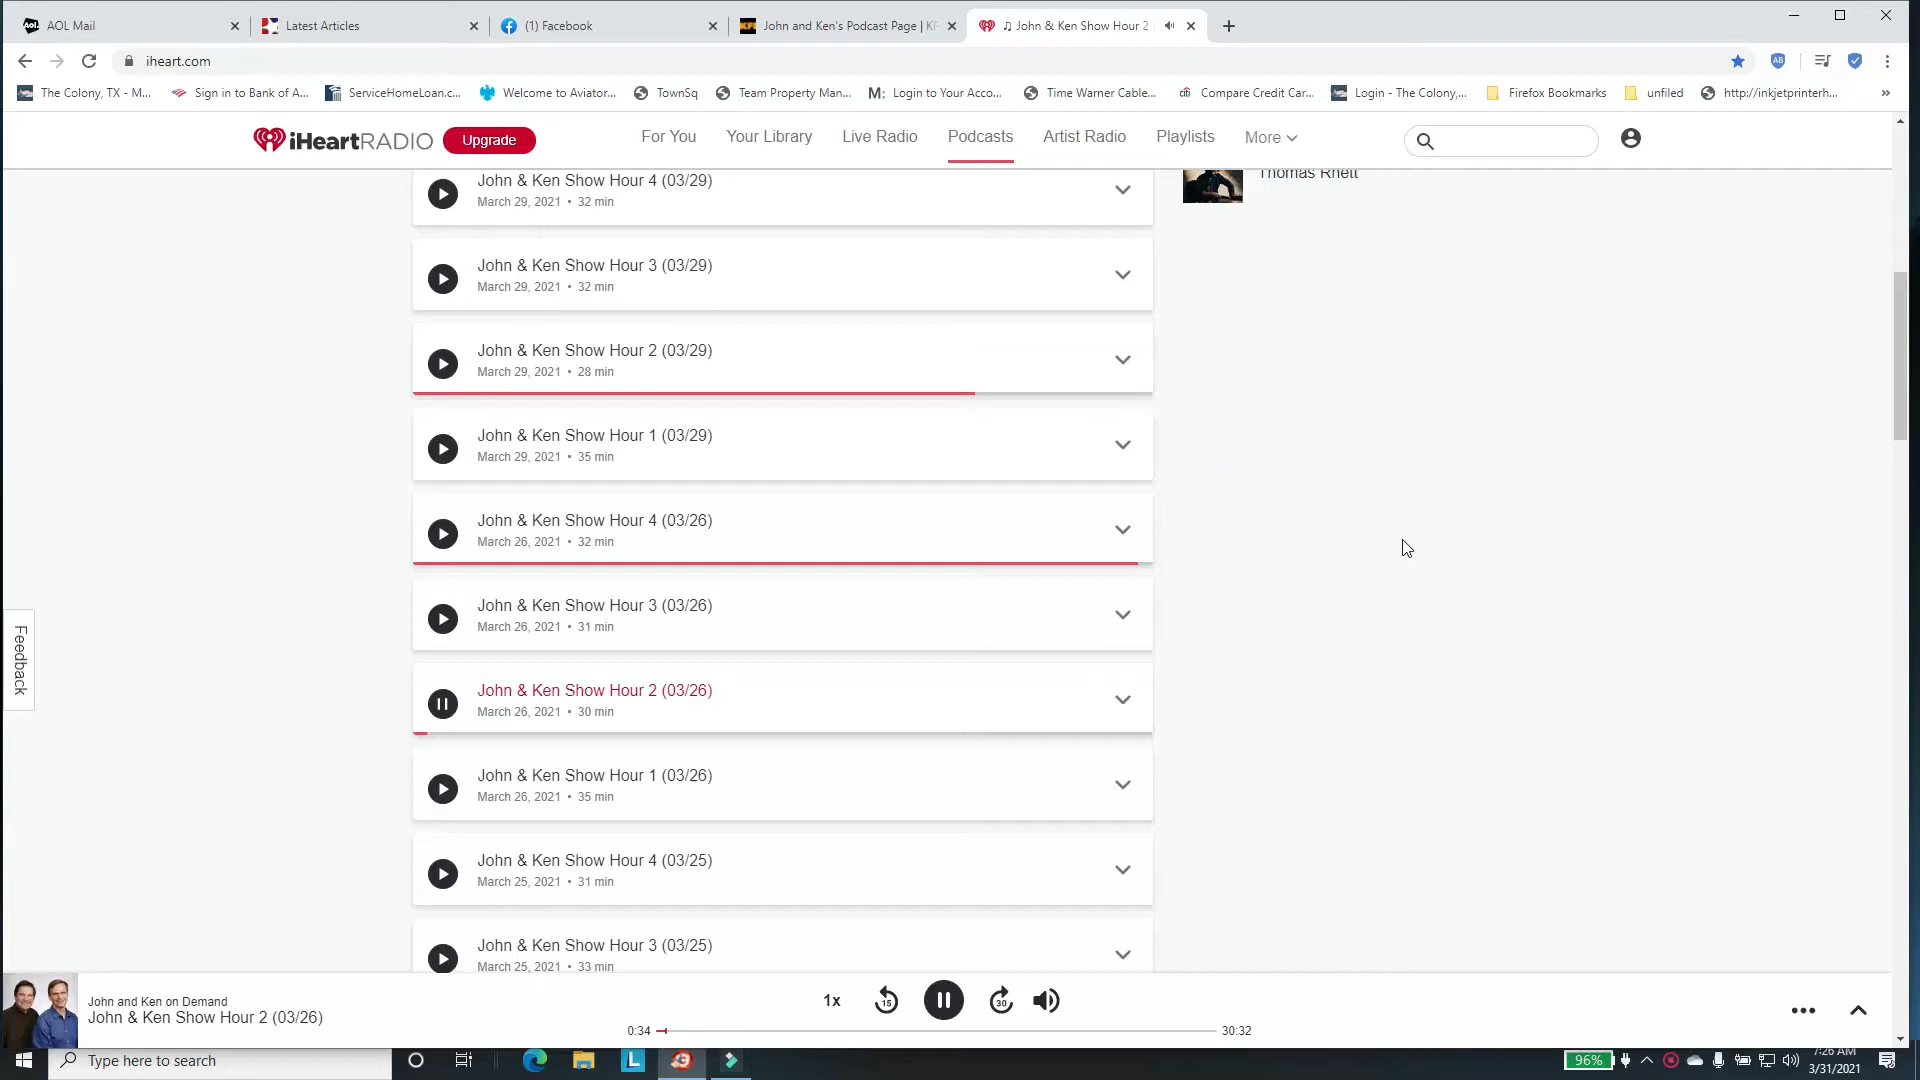 AOL Mail
Latest Articles
(1) Facebook
John and Ken's Podcast Page | KF
♫ John & Ken Show Hour 2
iheart.com
The Colony, TX - M...
Sign in to Bank of A...
ServiceHomeLoan.c...
Welcome to Aviator...
TownSq
Team Property Man...
M: Login to Your Acco...
Time Warner Cable...
Compare Credit Car...
Login - The Colony,...
Firefox Bookmarks
unfiled
http://inkjetprinterh...
»
iHeartRADIO
Upgrade
For You
Your Library
Live Radio
Podcasts
Artist Radio
Playlists
More
John & Ken Show Hour 4 (03/29)
March 29, 2021 • 32 min
Thomas Rhett
John & Ken Show Hour 3 (03/29)
March 29, 2021 • 32 min
John & Ken Show Hour 2 (03/29)
March 29, 2021 • 28 min
John & Ken Show Hour 1 (03/29)
March 29, 2021 • 35 min
John & Ken Show Hour 4 (03/26)
March 26, 2021 • 32 min
John & Ken Show Hour 3 (03/26)
March 26, 2021 • 31 min
Feedback
John & Ken Show Hour 2 (03/26)
March 26, 2021 • 30 min
John & Ken Show Hour 1 (03/26)
March 26, 2021 • 35 min
John & Ken Show Hour 4 (03/25)
March 25, 2021 • 31 min
John & Ken Show Hour 3 (03/25)
March 25, 2021 • 33 min
John and Ken on Demand
John & Ken Show Hour 2 (03/26)
1x
15
30
0:34
30:32
Type here to search
96%
7:26 AM
3/31/2021